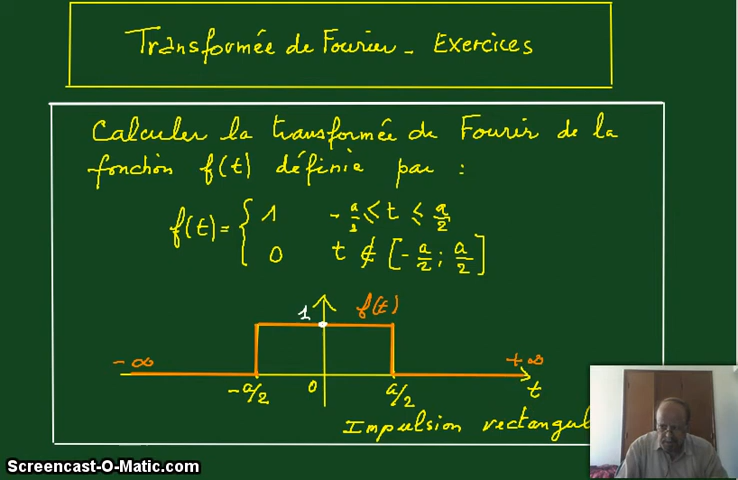 Transformée de Fourier - Exercices
Calculer la transformée de Fourir de la
fonction f(t) définie par :
f(t) = { 1 -a/2 ≤ t ≤ a/2
0 t ∉ [-a/2 ; a/2]
1 f(t)
-∞ +∞
-a/2 0 a/2 t
Impulsion rectangul
Screencast-O-Matic.com